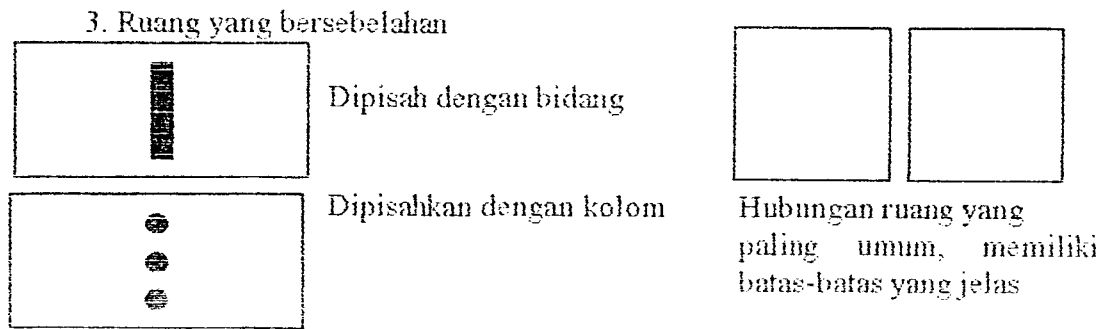 3. Ruang yang bersebelahan
Dipisah dengan bidang
Dipisahkan dengan kolom
Hubungan ruang yang
paling umum, memiliki
batas-batas yang jelas